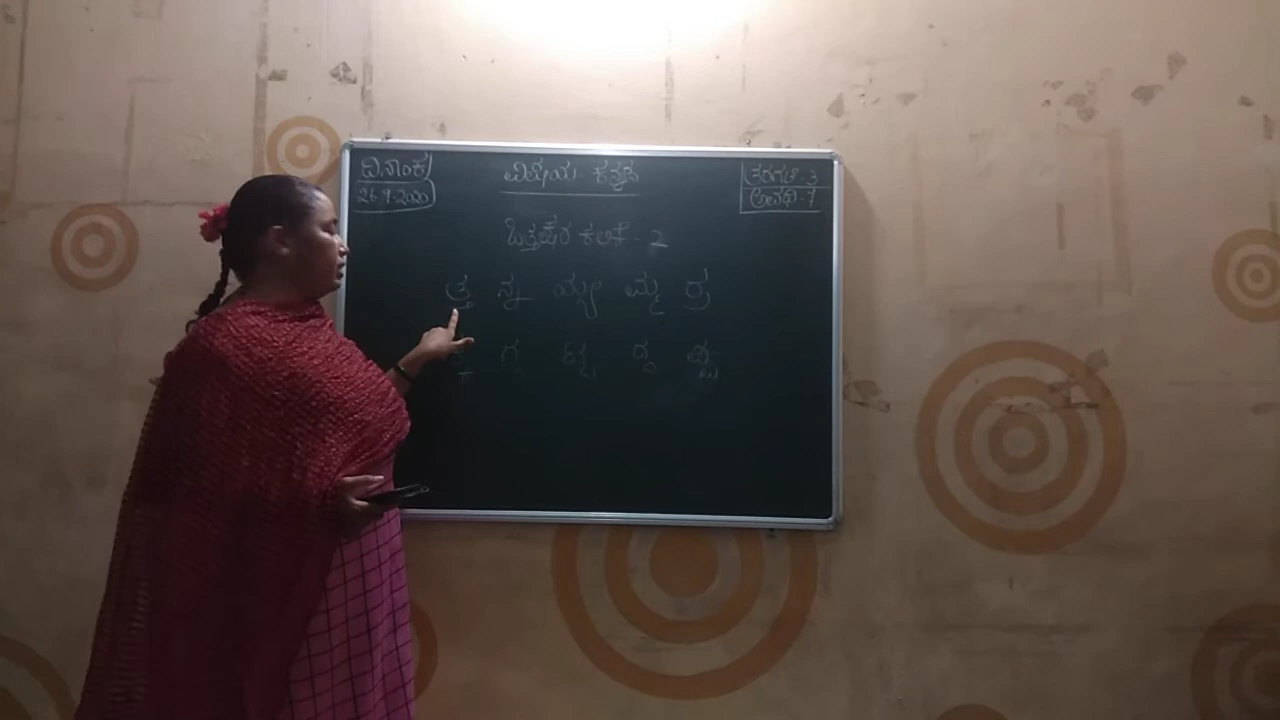 ದಿನಾಂಕ ವಿಷಯ - ಕನ್ನಡ ತರಗತಿ - 3
26-9-2020 ಅವಧಿ - 7
ಒತ್ತಕ್ಷರ ಕಲಿಕೆ - 2
ತ್ತ ನ್ನ ಯ್ಯ ಮ್ಮ ರ್ರ
ಗ್ಗ ಟ್ಟ ದ್ದ